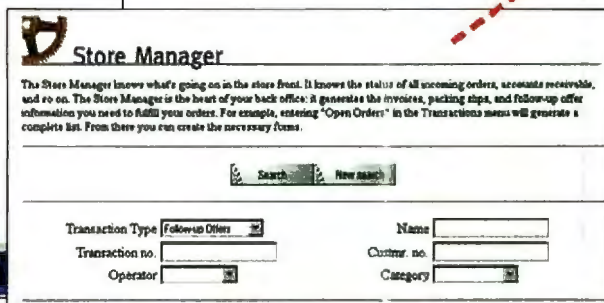 Store Manager
The Store Manager knows what's going on in the store front. It knows the status of all incoming orders, accounts receivable,
and so on. The Store Manager is the heart of your back office: it generates the invoices, packing slips, and follow-up offer
information you need to fulfill your orders. For example, entering "Open Orders" in the Transactions menu will generate a
complete list. From there you can create the necessary forms.
Search New search
Transaction Type Follow-up Offers Name
Transaction no. Custmr. no.
Operator Category